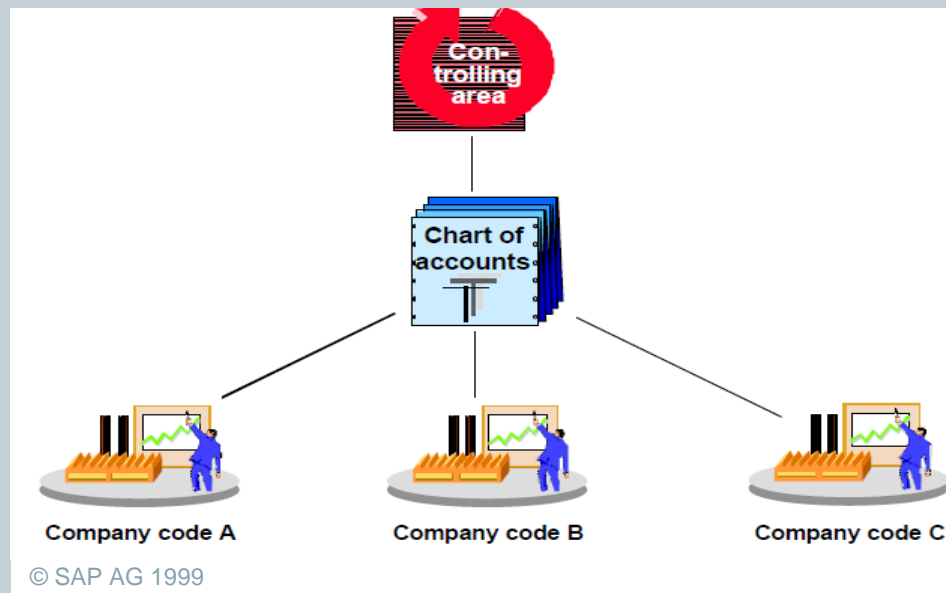 Con-
trolling
area
Chart of
accounts
Company code A
Company code B
Company code C
© SAP AG 1999